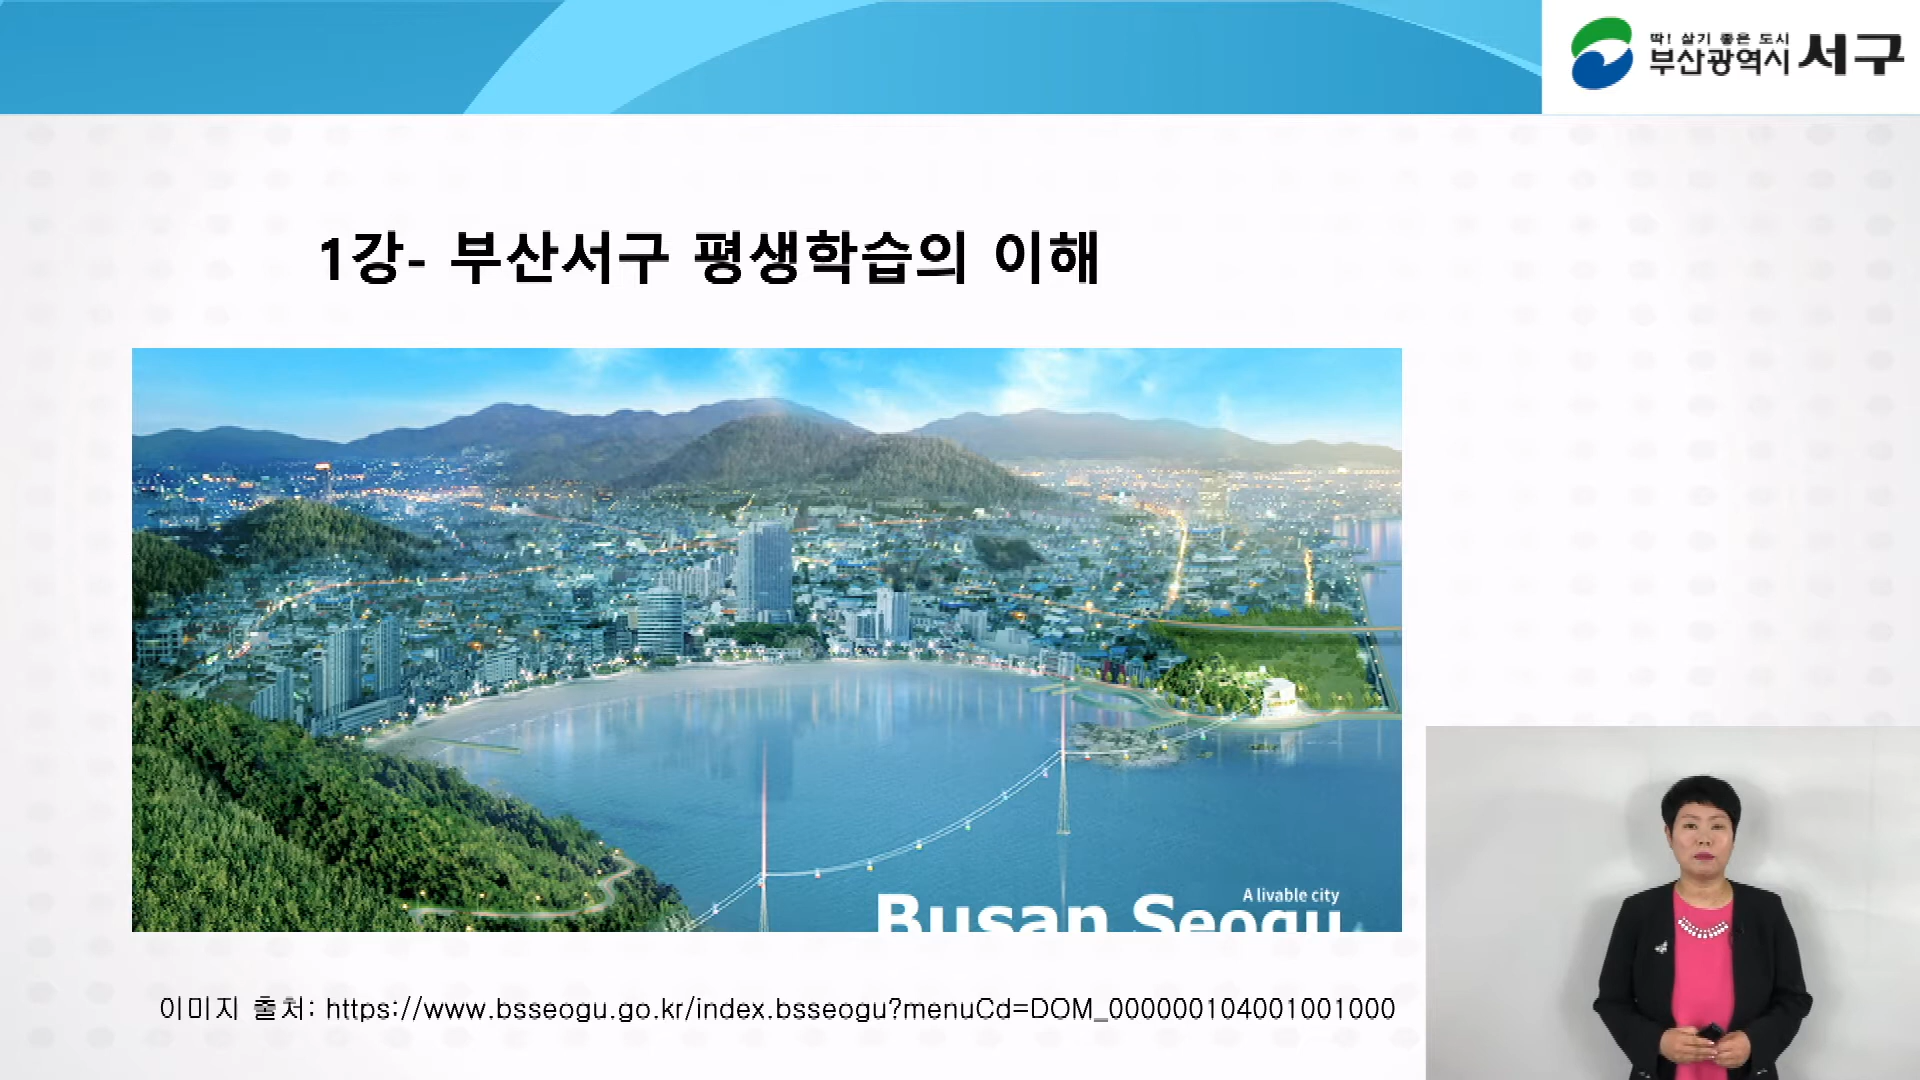 딱! 살기 좋은 도시
부산광역시 서구
1강- 부산서구 평생학습의 이해
A livable city
Busan Seogu
이미지 출처: https://www.bsseogu.go.kr/index.bsseogu?menuCd=DOM_000000104001001000